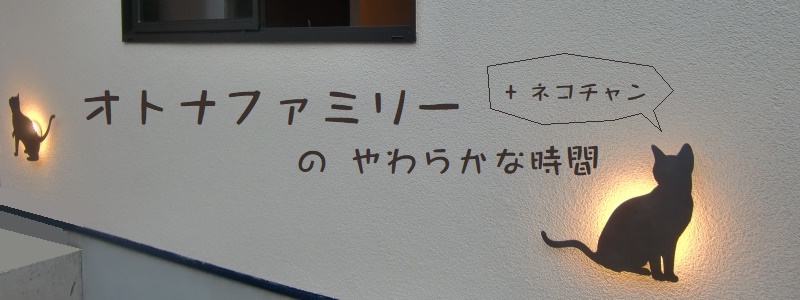 オトナファミリー
+ ネコチャン
の やわらかな時間